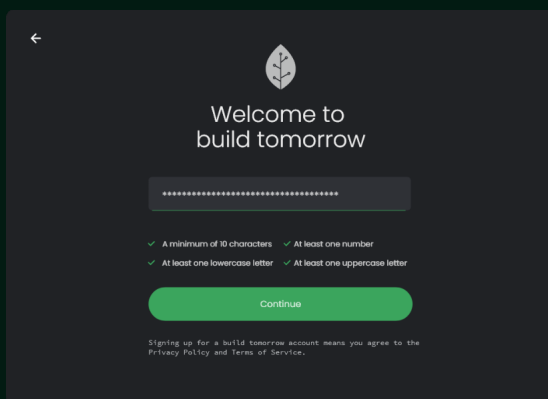 Welcome to
build tomorrow
************************************
A minimum of 10 characters
At least one number
At least one lowercase letter
At least one uppercase letter
Continue
Signing up for a build tomorrow account means you agree to the
Privacy Policy and Terms of Service.